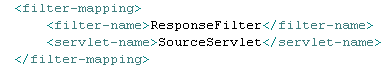 <filter-mapping>
<filter-name>ResponseFilter</filter-name>
<servlet-name>SourceServlet</servlet-name>
</filter-mapping>